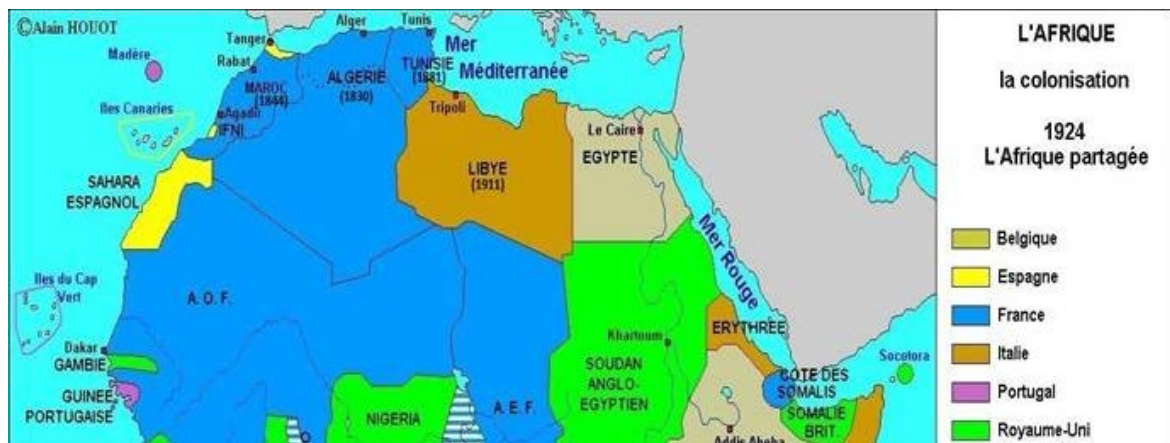 ©Alain HOUOT
Alger
Tunis
Tanger
Mer
Méditerranée
Madère
Rabat
MAROC
(1844)
ALGERIE
(1830)
TUNISIE
(1881)
Iles Canaries
Agadir
IFNI
Tripoli
Le Caire
EGYPTE
LIBYE
(1911)
SAHARA
ESPAGNOL
Mer Rouge
Iles du Cap
Vert
A. O. F.
Dakar
GAMBIE
GUINEE
PORTUGAISE
NIGERIA
A. E. F.
Khartoum
SOUDAN
ANGLO-
EGYPTIEN
ERYTHREE
Socotora
COTE DES
SOMALIS
SOMALIE
BRIT.
Addis Abeba
L'AFRIQUE
la colonisation
1924
L'Afrique partagée
Belgique
Espagne
France
Italie
Portugal
Royaume-Uni